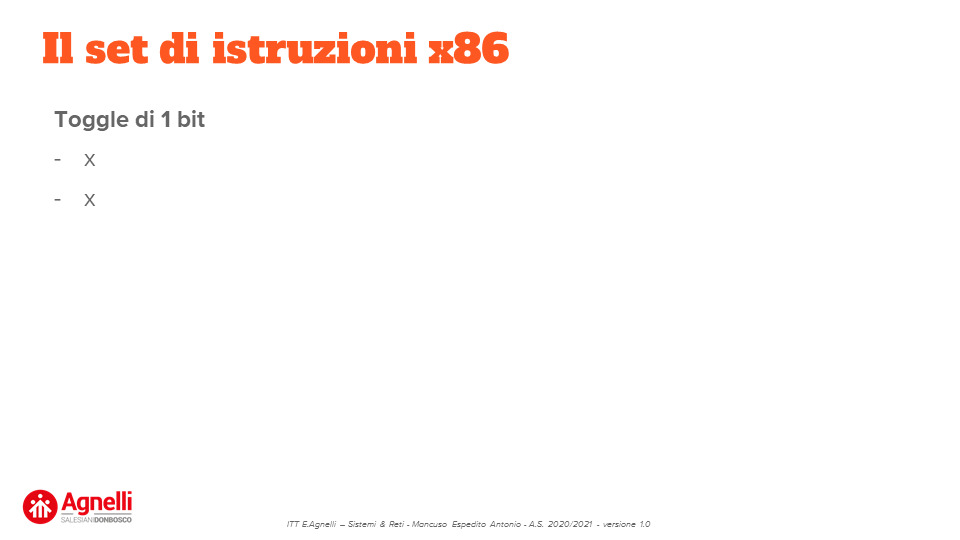 Il set di istruzioni x86
Toggle di 1 bit
- x
- x
Agnelli
SALESIANIDONBOSCO
ITT E.Agnelli – Sistemi & Reti - Mancuso Espedito Antonio - A.S. 2020/2021 - versione 1.0